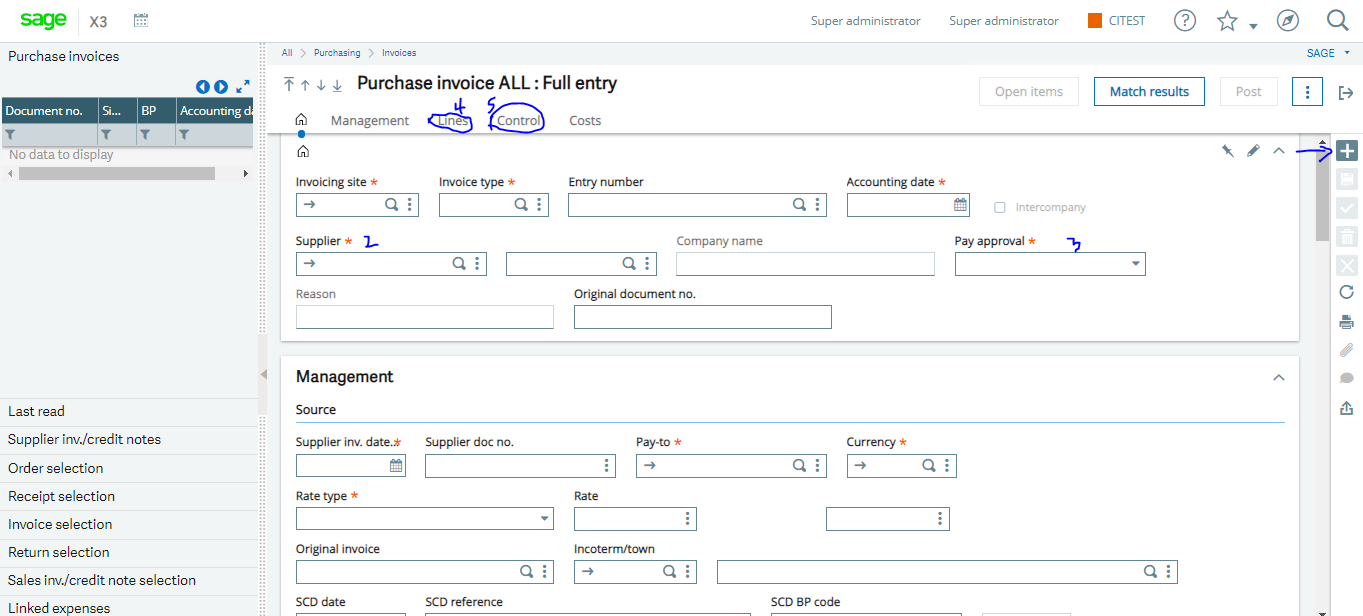 sage X3 Super administrator Super administrator CITEST
Purchase invoices
Document no. Si... BP Accounting da
No data to display
Last read
Supplier inv./credit notes
Order selection
Receipt selection
Invoice selection
Return selection
Sales inv./credit note selection
Linked expenses
All > Purchasing > Invoices SAGE
Purchase invoice ALL : Full entry Open items Match results Post
4 5
Management Lines Control Costs
Invoicing site * Invoice type * Entry number Accounting date *
Intercompany
Supplier * 2 Company name Pay approval * 3
Reason Original document no.
Management
Source
Supplier inv. date..* Supplier doc no. Pay-to * Currency *
Rate type * Rate
Original invoice Incoterm/town
SCD date SCD reference SCD BP code